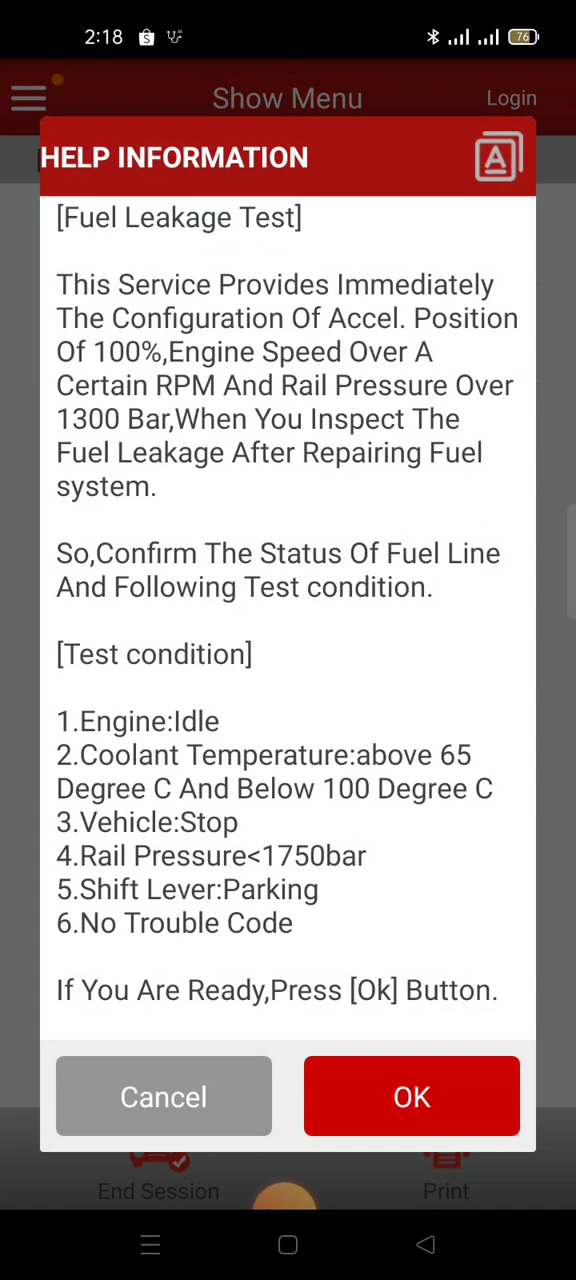 2:18
76
Show Menu
Login
HELP INFORMATION
A
[Fuel Leakage Test]
This Service Provides Immediately
The Configuration Of Accel. Position
Of 100%,Engine Speed Over A
Certain RPM And Rail Pressure Over
1300 Bar,When You Inspect The
Fuel Leakage After Repairing Fuel
system.
So,Confirm The Status Of Fuel Line
And Following Test condition.
[Test condition]
1.Engine:Idle
2.Coolant Temperature:above 65
Degree C And Below 100 Degree C
3.Vehicle:Stop
4.Rail Pressure<1750bar
5.Shift Lever:Parking
6.No Trouble Code
If You Are Ready,Press [Ok] Button.
Cancel
OK
End Session
Print